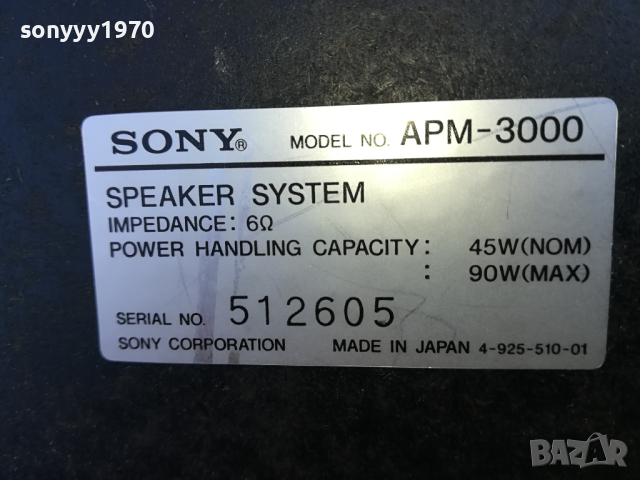 sonyyy1970
SONY® MODEL NO. APM-3000
SPEAKER SYSTEM
IMPEDANCE: 6Ω
POWER HANDLING CAPACITY: 45W(NOM)
: 90W(MAX)
SERIAL NO. 512605
SONY CORPORATION MADE IN JAPAN 4-925-510-01
BAZAR